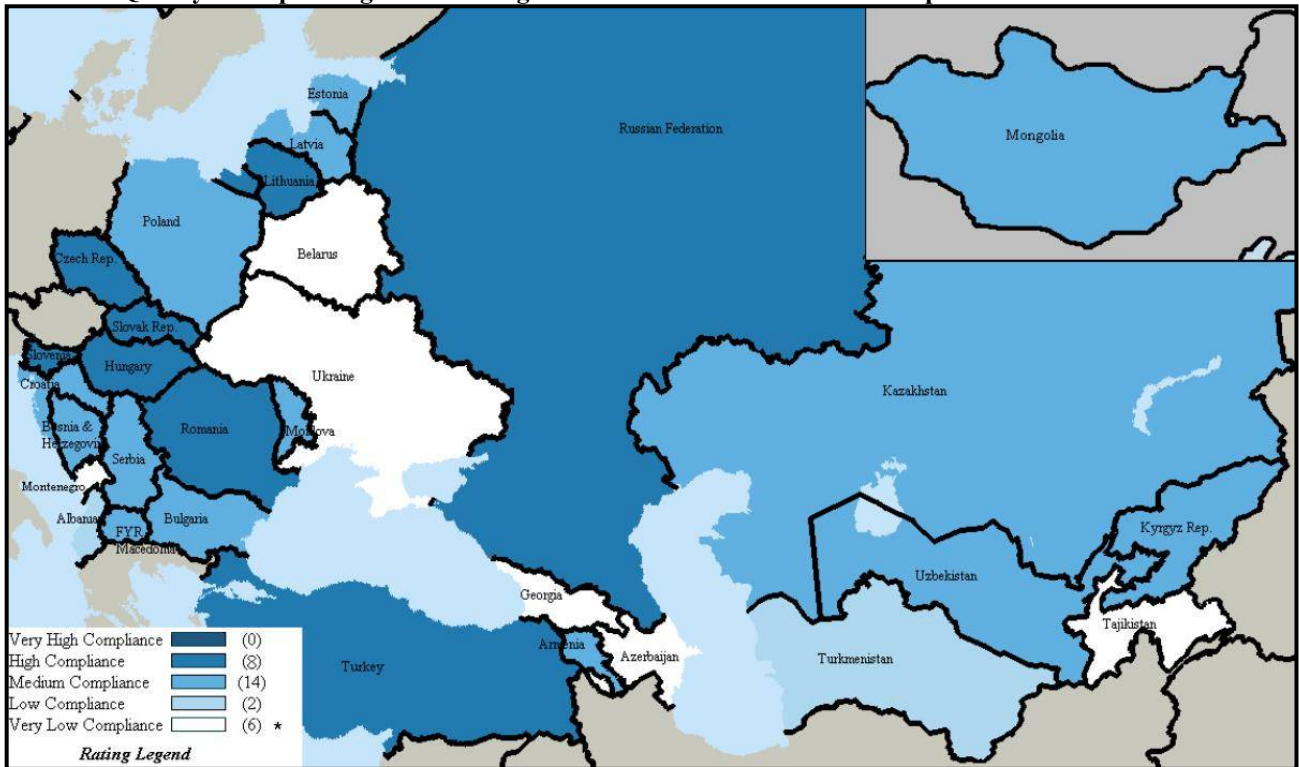 Estonia
Russian Federation
Latvia
Mongolia
Lithuania
Poland
Belarus
Czech Rep.
Slovak Rep.
Slovenia
Hungary
Ukraine
Croatia
Kazakhstan
Bosnia &
Herzegovin
Romania
Moldova
Serbia
Montenegro
Albania
FYR
Macedonia
Bulgaria
Kyrgyz Rep.
Uzbekistan
Georgia
Tajikistan
Armenia
Azerbaijan
Turkmenistan
Turkey
Very High Compliance (0)
High Compliance (8)
Medium Compliance (14)
Low Compliance (2)
Very Low Compliance (6) *
Rating Legend